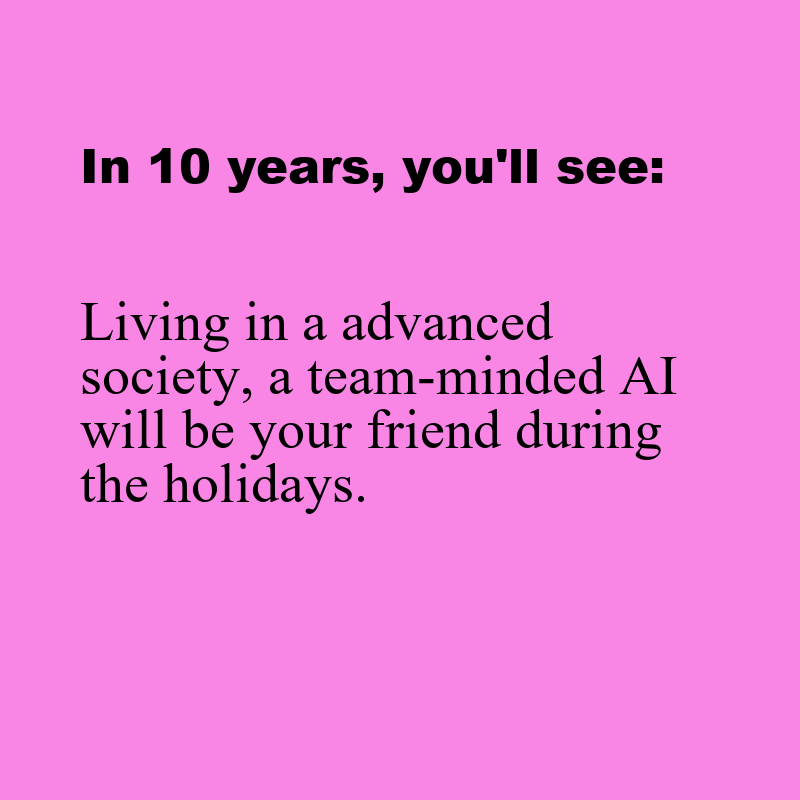 In 10 years, you'll see:
Living in a advanced
society, a team-minded AI
will be your friend during
the holidays.